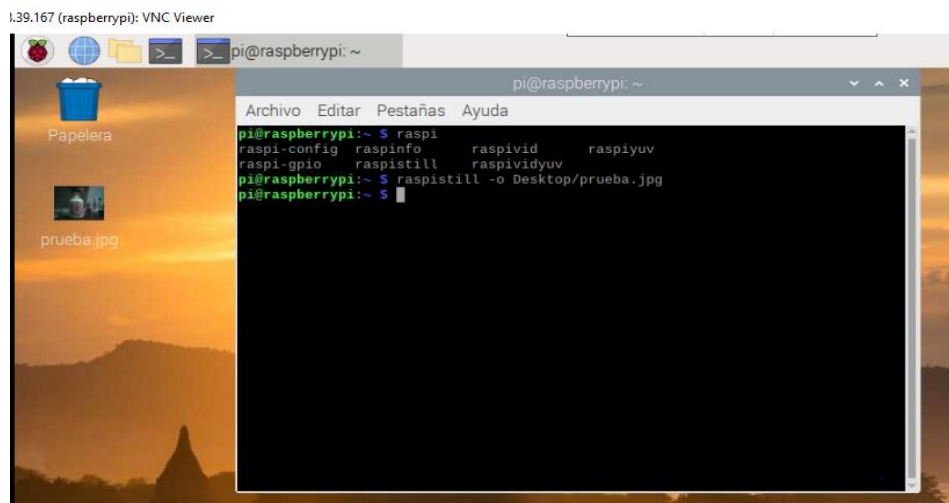 .39.167 (raspberrypi): VNC Viewer
pi@raspberrypi: ~
pi@raspberrypi: ~
Archivo Editar Pestañas Ayuda
Papelera
prueba.jpg
pi@raspberrypi:~ $ raspi
raspi-config raspinfo raspivid raspiyuv
raspi-gpio raspistill raspividyuv
pi@raspberrypi:~ $ raspistill -o Desktop/prueba.jpg
pi@raspberrypi:~ $